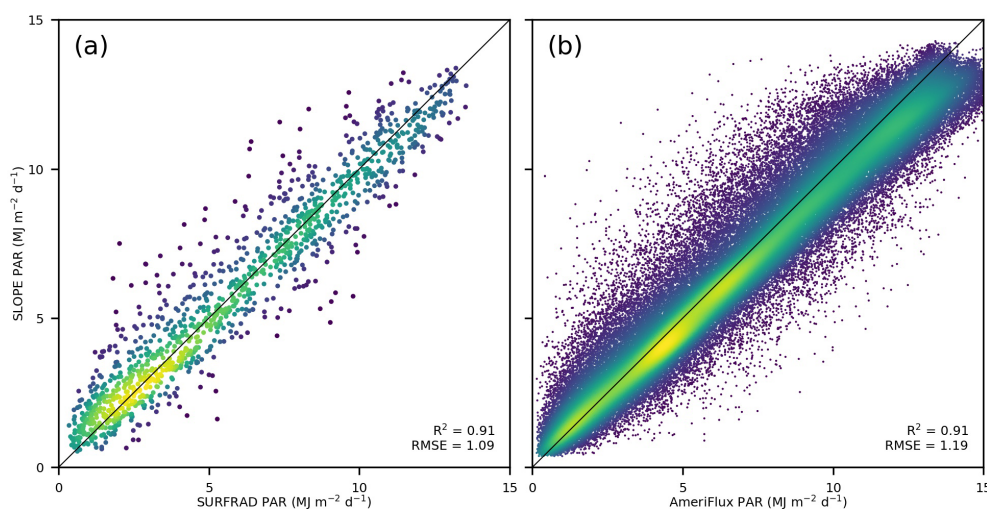 (a)
(b)
15
10
5
0
SLOPE PAR (MJ m⁻² d⁻¹)
R² = 0.91
RMSE = 1.09
R² = 0.91
RMSE = 1.19
0 5 10 15
0 5 10 15
SURFRAD PAR (MJ m⁻² d⁻¹)
AmeriFlux PAR (MJ m⁻² d⁻¹)